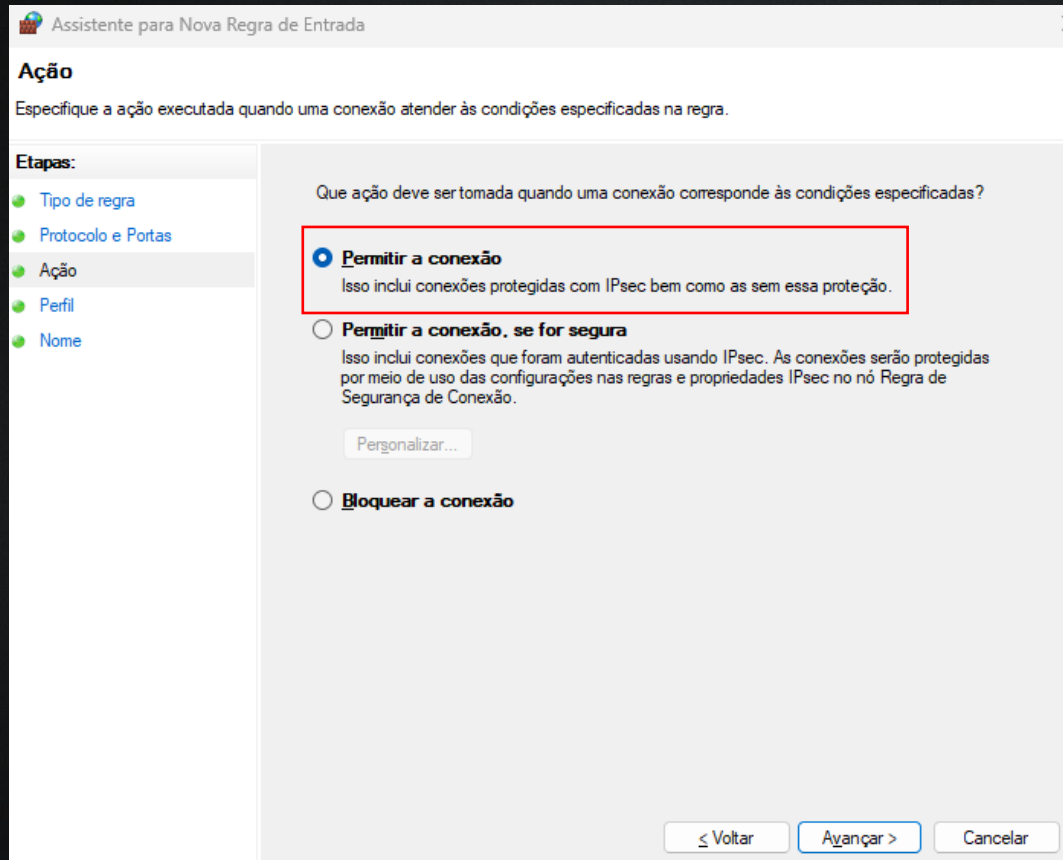 Assistente para Nova Regra de Entrada
Ação
Especifique a ação executada quando uma conexão atender às condições especificadas na regra.
Etapas:
Tipo de regra
Protocolo e Portas
Ação
Perfil
Nome
Que ação deve ser tomada quando uma conexão corresponde às condições especificadas?
Permitir a conexão
Isso inclui conexões protegidas com IPsec bem como as sem essa proteção.
Permitir a conexão, se for segura
Isso inclui conexões que foram autenticadas usando IPsec. As conexões serão protegidas
por meio de uso das configurações nas regras e propriedades IPsec no nó Regra de
Segurança de Conexão.
Personalizar...
Bloquear a conexão
< Voltar
Avançar >
Cancelar